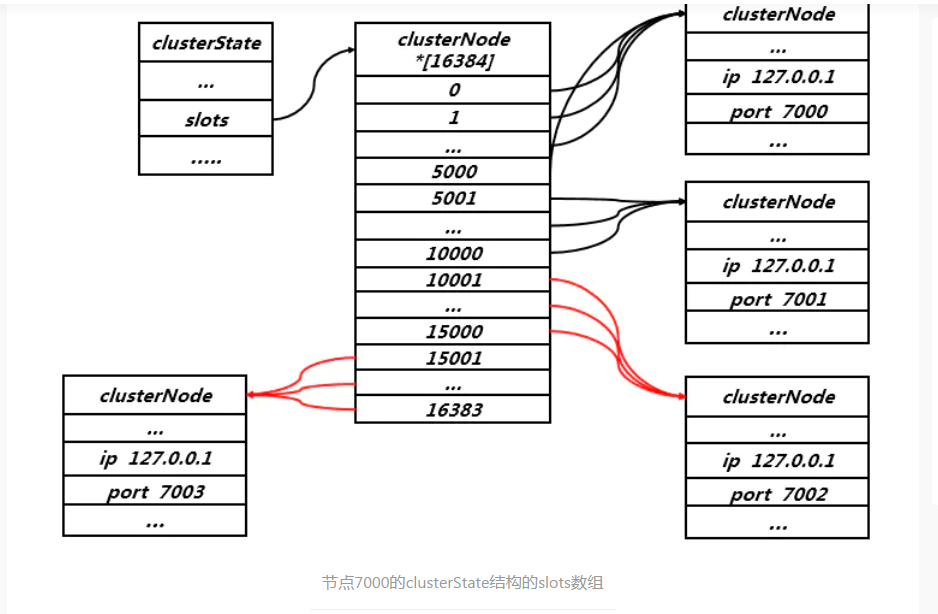 clusterState
...
slots
.....
clusterNode
*[16384]
0
1
...
5000
5001
...
10000
10001
...
15000
15001
...
16383
clusterNode
...
ip 127.0.0.1
port 7000
...
clusterNode
...
ip 127.0.0.1
port 7001
...
clusterNode
...
ip 127.0.0.1
port 7003
...
clusterNode
...
ip 127.0.0.1
port 7002
...
节点7000的clusterState结构的slots数组